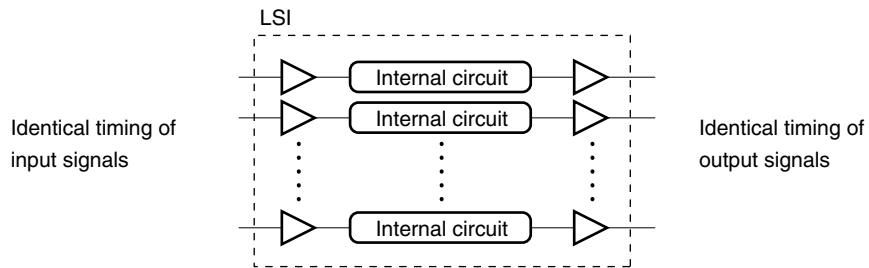 LSI
Internal circuit
Internal circuit
Identical timing of
input signals
Identical timing of
output signals
Internal circuit